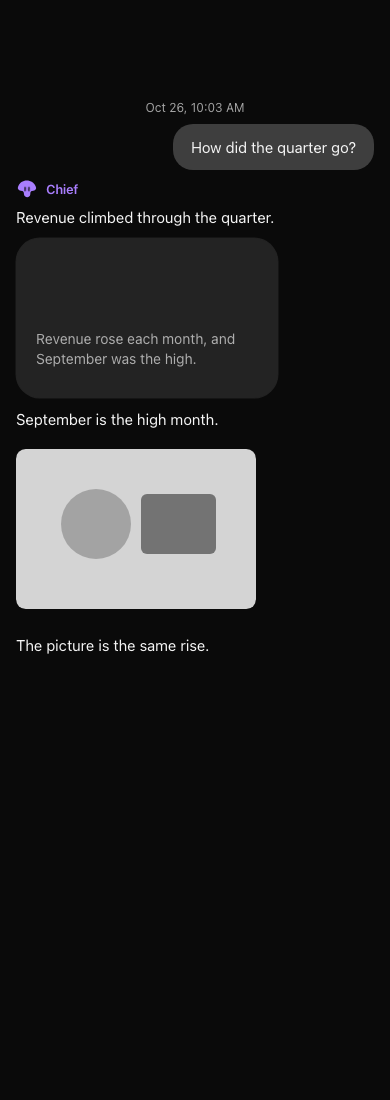 Oct 26, 10:03 AM
How did the quarter go?
Chief
Revenue climbed through the quarter.
Revenue rose each month, and
September was the high.
September is the high month.
The picture is the same rise.